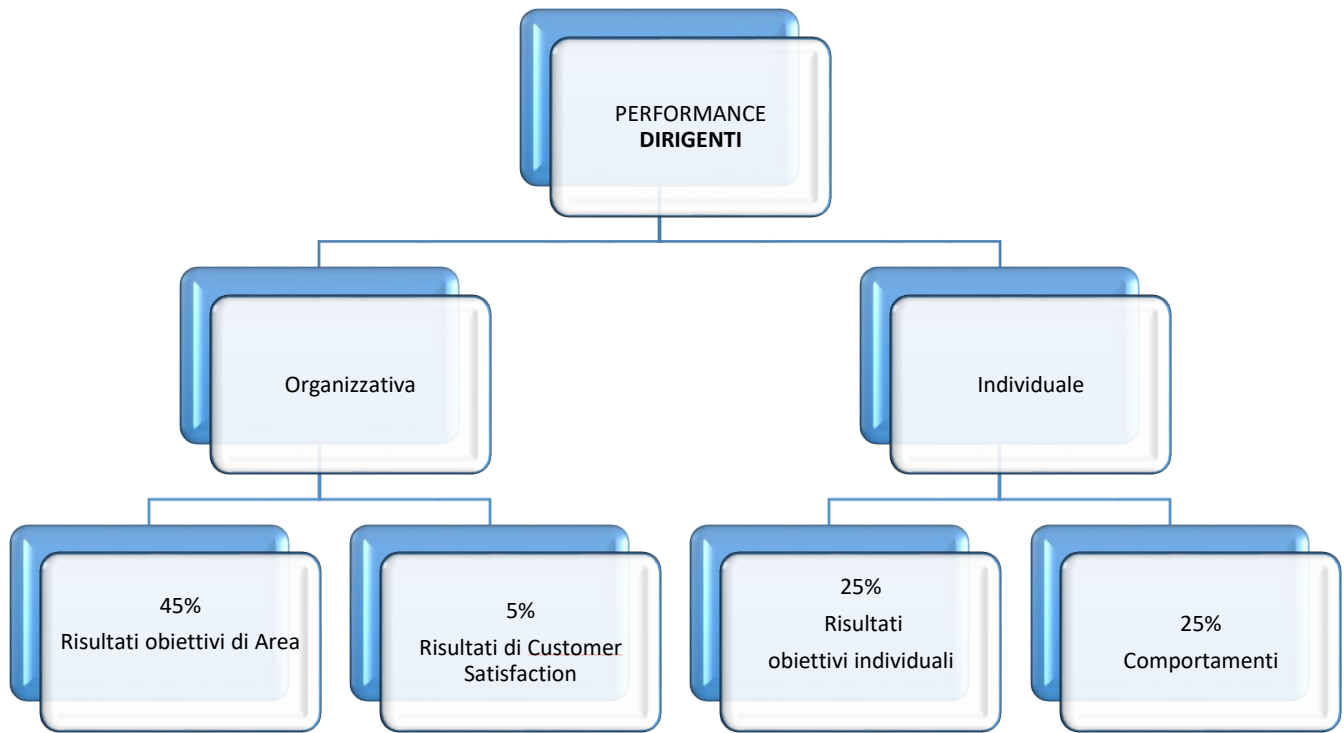 PERFORMANCE
DIRIGENTI
Organizzativa
Individuale
45%
Risultati obiettivi di Area
5%
Risultati di Customer
Satisfaction
25%
Risultati
obiettivi individuali
25%
Comportamenti